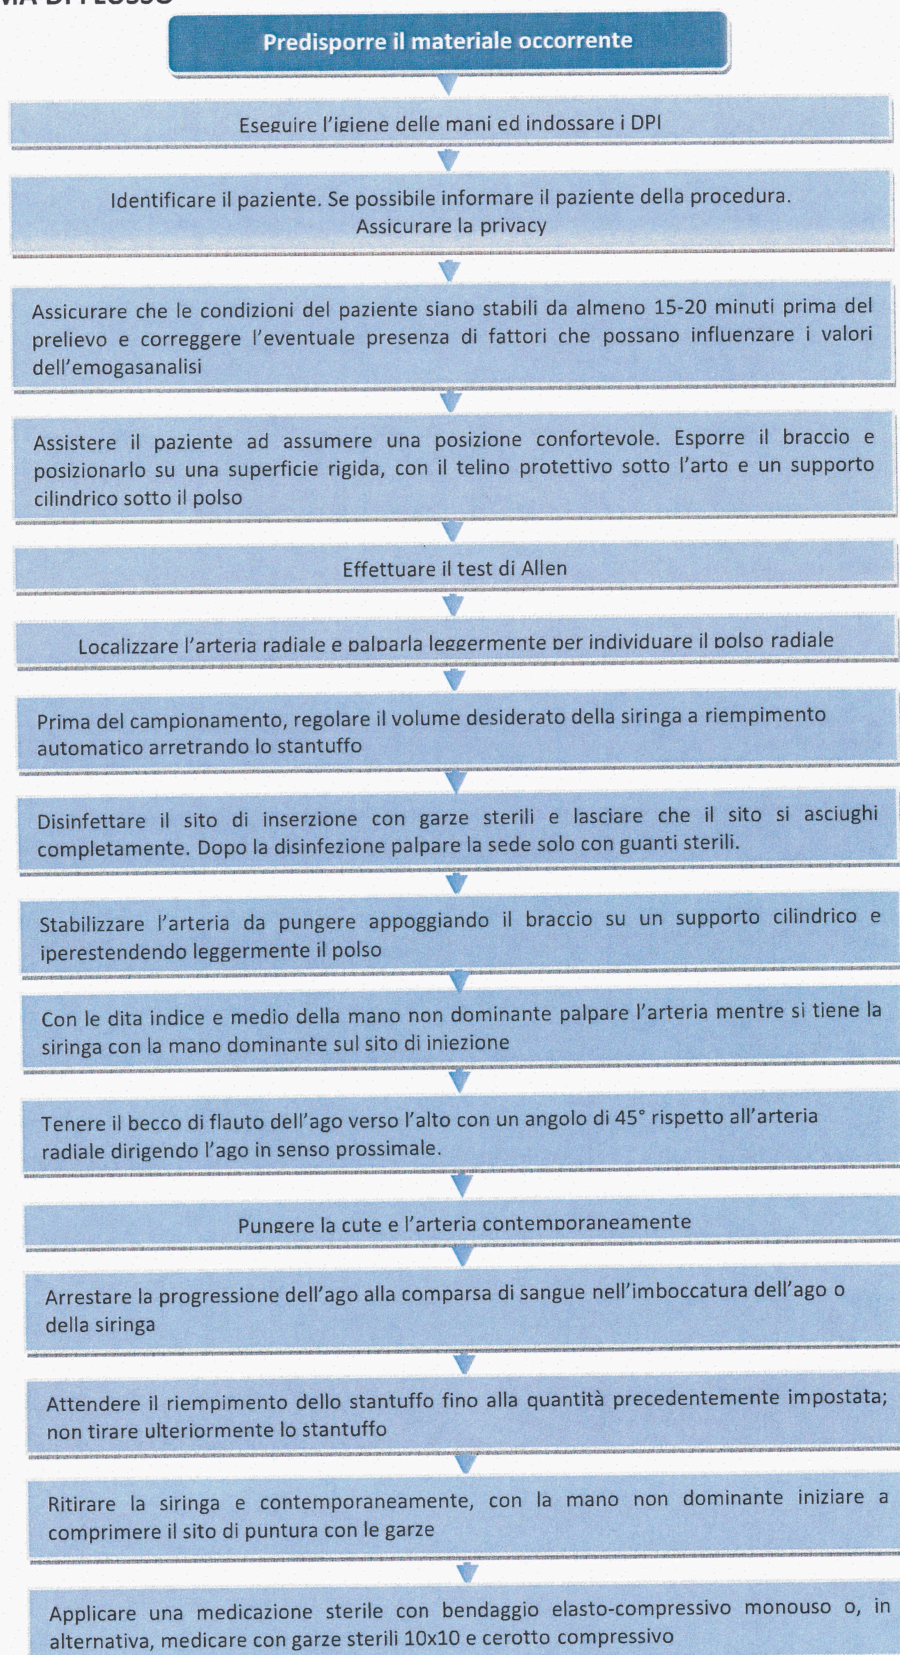 Predisporre il materiale occorrente
Eseguire l'igiene delle mani ed indossare i DPI
Identificare il paziente. Se possibile informare il paziente della procedura.
Assicurare la privacy
Assicurare che le condizioni del paziente siano stabili da almeno 15-20 minuti prima del
prelievo e correggere l'eventuale presenza di fattori che possano influenzare i valori
dell'emogasanalisi
Assistere il paziente ad assumere una posizione confortevole. Esporre il braccio e
posizionarlo su una superficie rigida, con il telino protettivo sotto l'arto e un supporto
cilindrico sotto il polso
Effettuare il test di Allen
Localizzare l'arteria radiale e palparla leggermente per individuare il polso radiale
Prima del campionamento, regolare il volume desiderato della siringa a riempimento
automatico arretrando lo stantuffo
Disinfettare il sito di inserzione con garze sterili e lasciare che il sito si asciughi
completamente. Dopo la disinfezione palpare la sede solo con guanti sterili.
Stabilizzare l'arteria da pungere appoggiando il braccio su un supporto cilindrico e
iperestendendo leggermente il polso
Con le dita indice e medio della mano non dominante palpare l'arteria mentre si tiene la
siringa con la mano dominante sul sito di iniezione
Tenere il becco di flauto dell'ago verso l'alto con un angolo di 45° rispetto all'arteria
radiale dirigendo l'ago in senso prossimale.
Pungere la cute e l'arteria contemporaneamente
Arrestare la progressione dell'ago alla comparsa di sangue nell'imboccatura dell'ago o
della siringa
Attendere il riempimento dello stantuffo fino alla quantità precedentemente impostata;
non tirare ulteriormente lo stantuffo
Ritirare la siringa e contemporaneamente, con la mano non dominante iniziare a
comprimere il sito di puntura con le garze
Applicare una medicazione sterile con bendaggio elasto-compressivo monouso o, in
alternativa, medicare con garze sterili 10x10 e cerotto compressivo